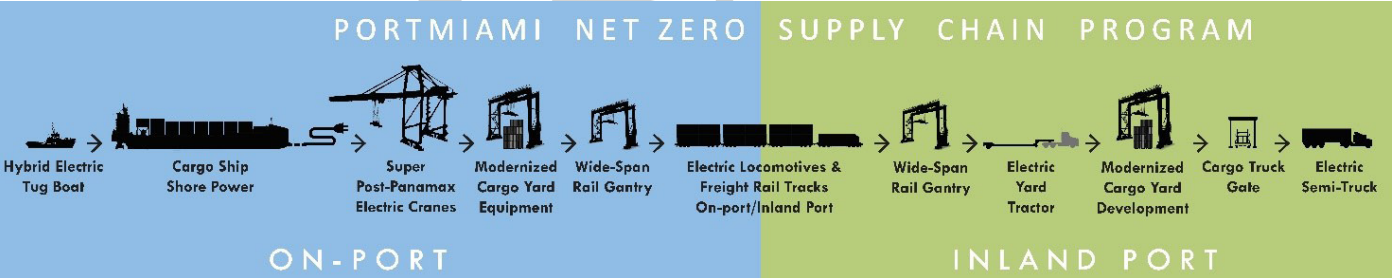 PORTMIAMI NET ZERO SUPPLY CHAIN PROGRAM
Hybrid Electric
Tug Boat
Cargo Ship
Shore Power
Super
Post-Panamax
Electric Cranes
Modernized
Cargo Yard
Equipment
Wide-Span
Rail Gantry
Electric Locomotives &
Freight Rail Tracks
On-port/Inland Port
Wide-Span
Rail Gantry
Electric
Yard
Tractor
Modernized
Cargo Yard
Development
Cargo Truck
Gate
Electric
Semi-Truck
ON-PORT
INLAND PORT